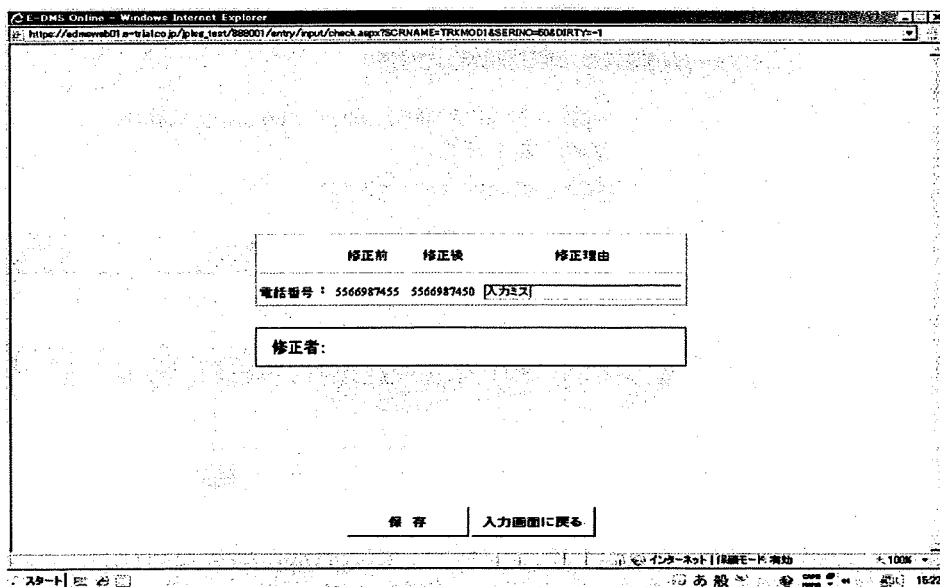 E-DMS Online - Windows Internet Explorer
修正前 修正後 修正理由
電話番号： 5566987455 5566987450 入力ミス
修正者:
保 存 入力画面に戻る
インターネット | 保護モード: 有効 100%
スタート あ 般